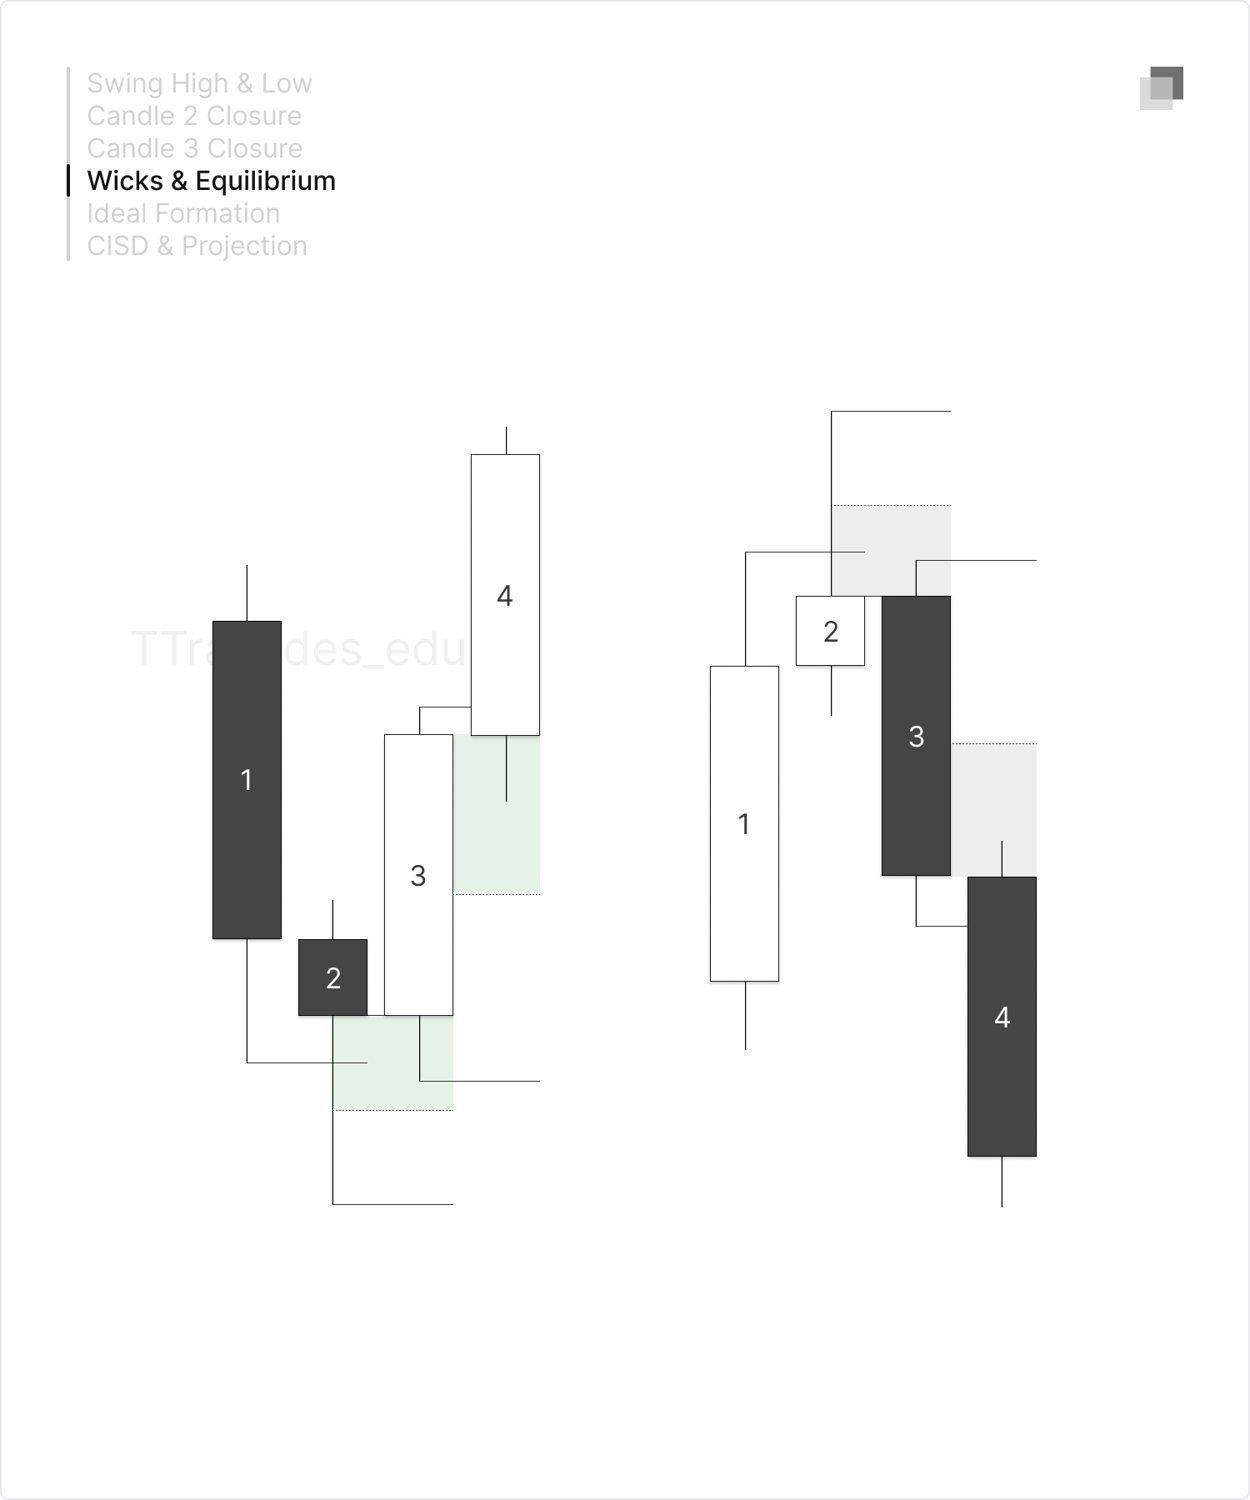 Swing High & Low
Candle 2 Closure
Candle 3 Closure
Wicks & Equilibrium
Ideal Formation
CISD & Projection
4
2
3
1
1
3
2
4